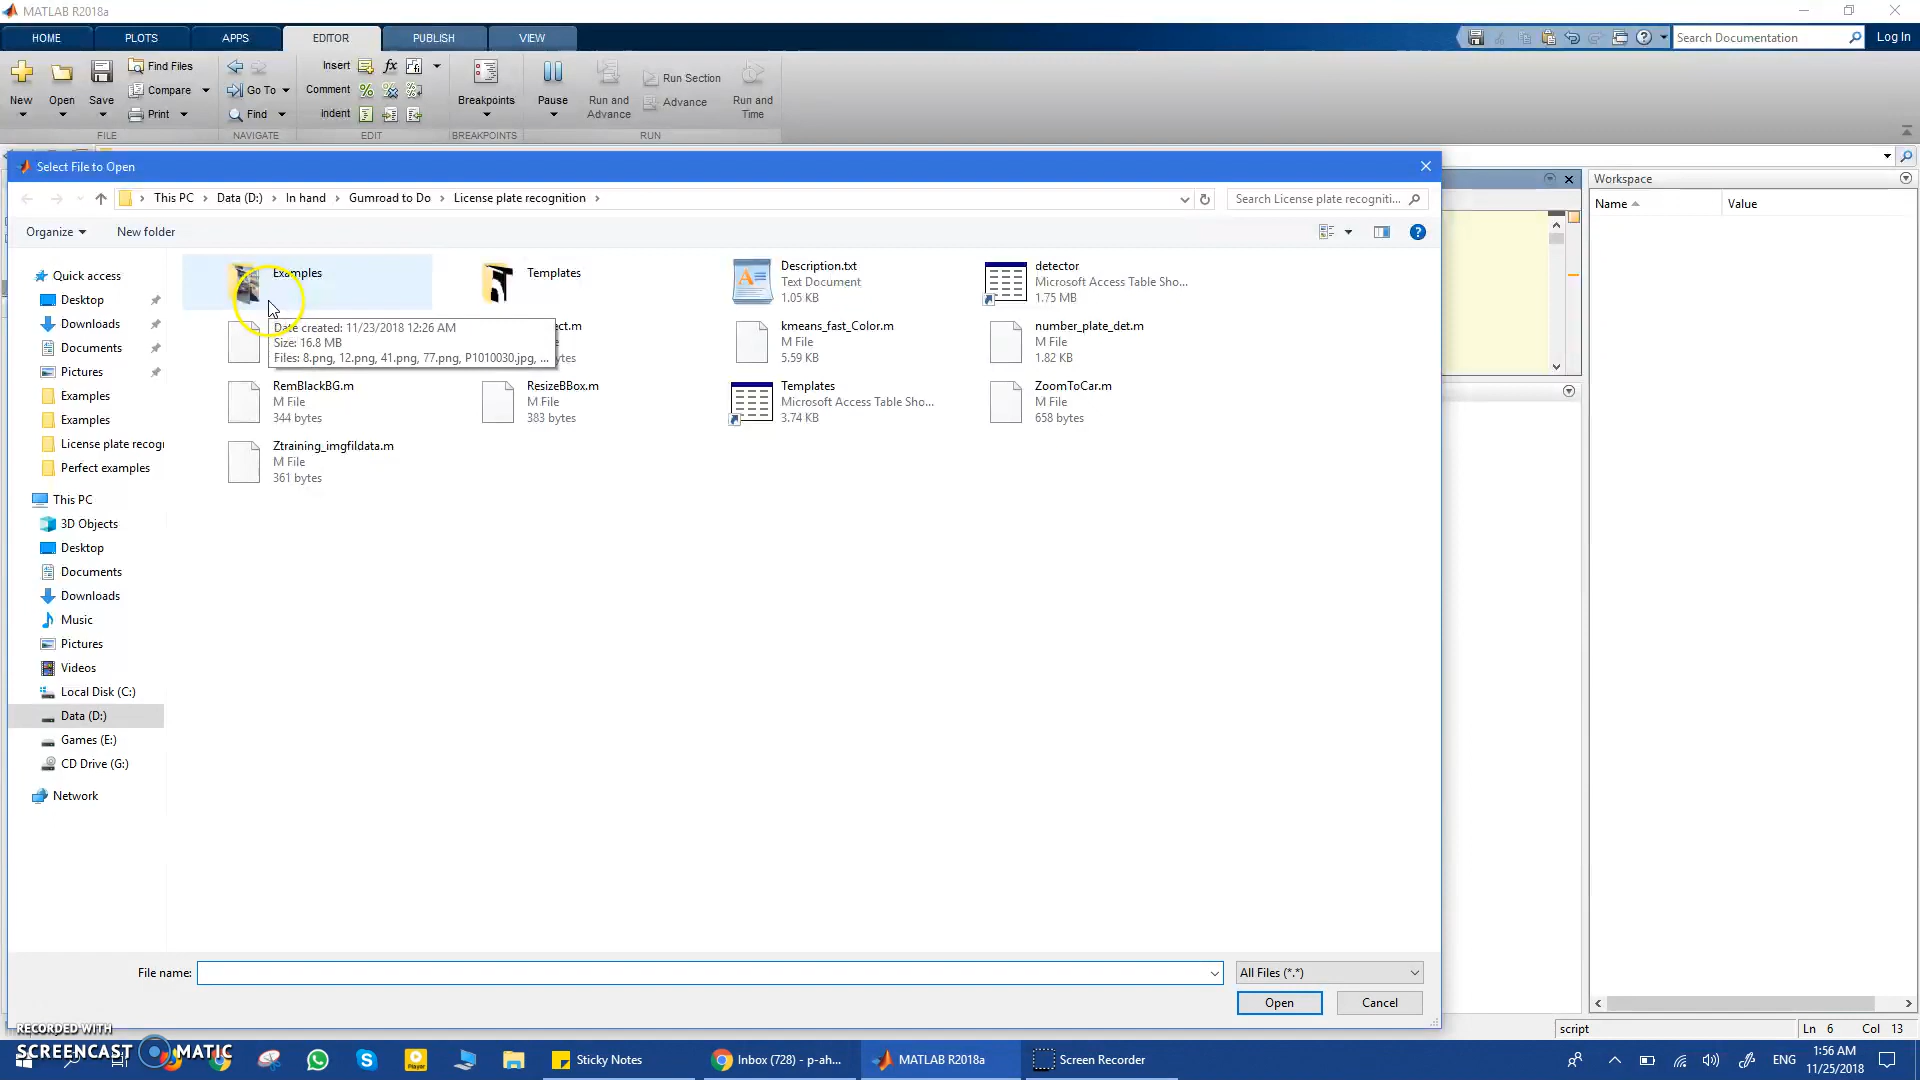 MATLAB R2018a
HOME PLOTS APPS EDITOR PUBLISH VIEW
Search Documentation
Log In
Find Files
Insert
fx
Compare
Go To
Comment
Run Section
New Open Save
Breakpoints
Pause
Run and
Advance
Advance
Run and
Time
Print
Find
Indent
FILE NAVIGATE EDIT BREAKPOINTS RUN
Select File to Open
Workspace
This PC > Data (D:) > In hand > Gumroad to Do > License plate recognition >
Search License plate recogniti...
Name Value
Organize New folder
Quick access
Desktop
Downloads
Documents
Pictures
Examples
Examples
License plate recogr
Perfect examples
This PC
3D Objects
Desktop
Documents
Downloads
Music
Pictures
Videos
Local Disk (C:)
Data (D:)
Games (E:)
CD Drive (G:)
Network
Examples
Templates
Description.txt
Text Document
1.05 KB
detector
Microsoft Access Table Sho...
1.75 MB
Date created: 11/23/2018 12:26 AM
Size: 16.8 MB
Files: 8.png, 12.png, 41.png, 77.png, P1010030.jpg, ...
ect.m
ytes
kmeans_fast_Color.m
M File
5.59 KB
number_plate_det.m
M File
1.82 KB
RemBlackBG.m
M File
344 bytes
ResizeBBox.m
M File
383 bytes
Templates
Microsoft Access Table Sho...
3.74 KB
ZoomToCar.m
M File
658 bytes
Ztraining_imgfildata.m
M File
361 bytes
File name:
All Files (*.*)
Open Cancel
script
Ln 6 Col 13
RECORDED WITH
SCREENCAST MATIC
Player
Sticky Notes
Inbox (728) - p-ah...
MATLAB R2018a
Screen Recorder
ENG
1:56 AM
11/25/2018